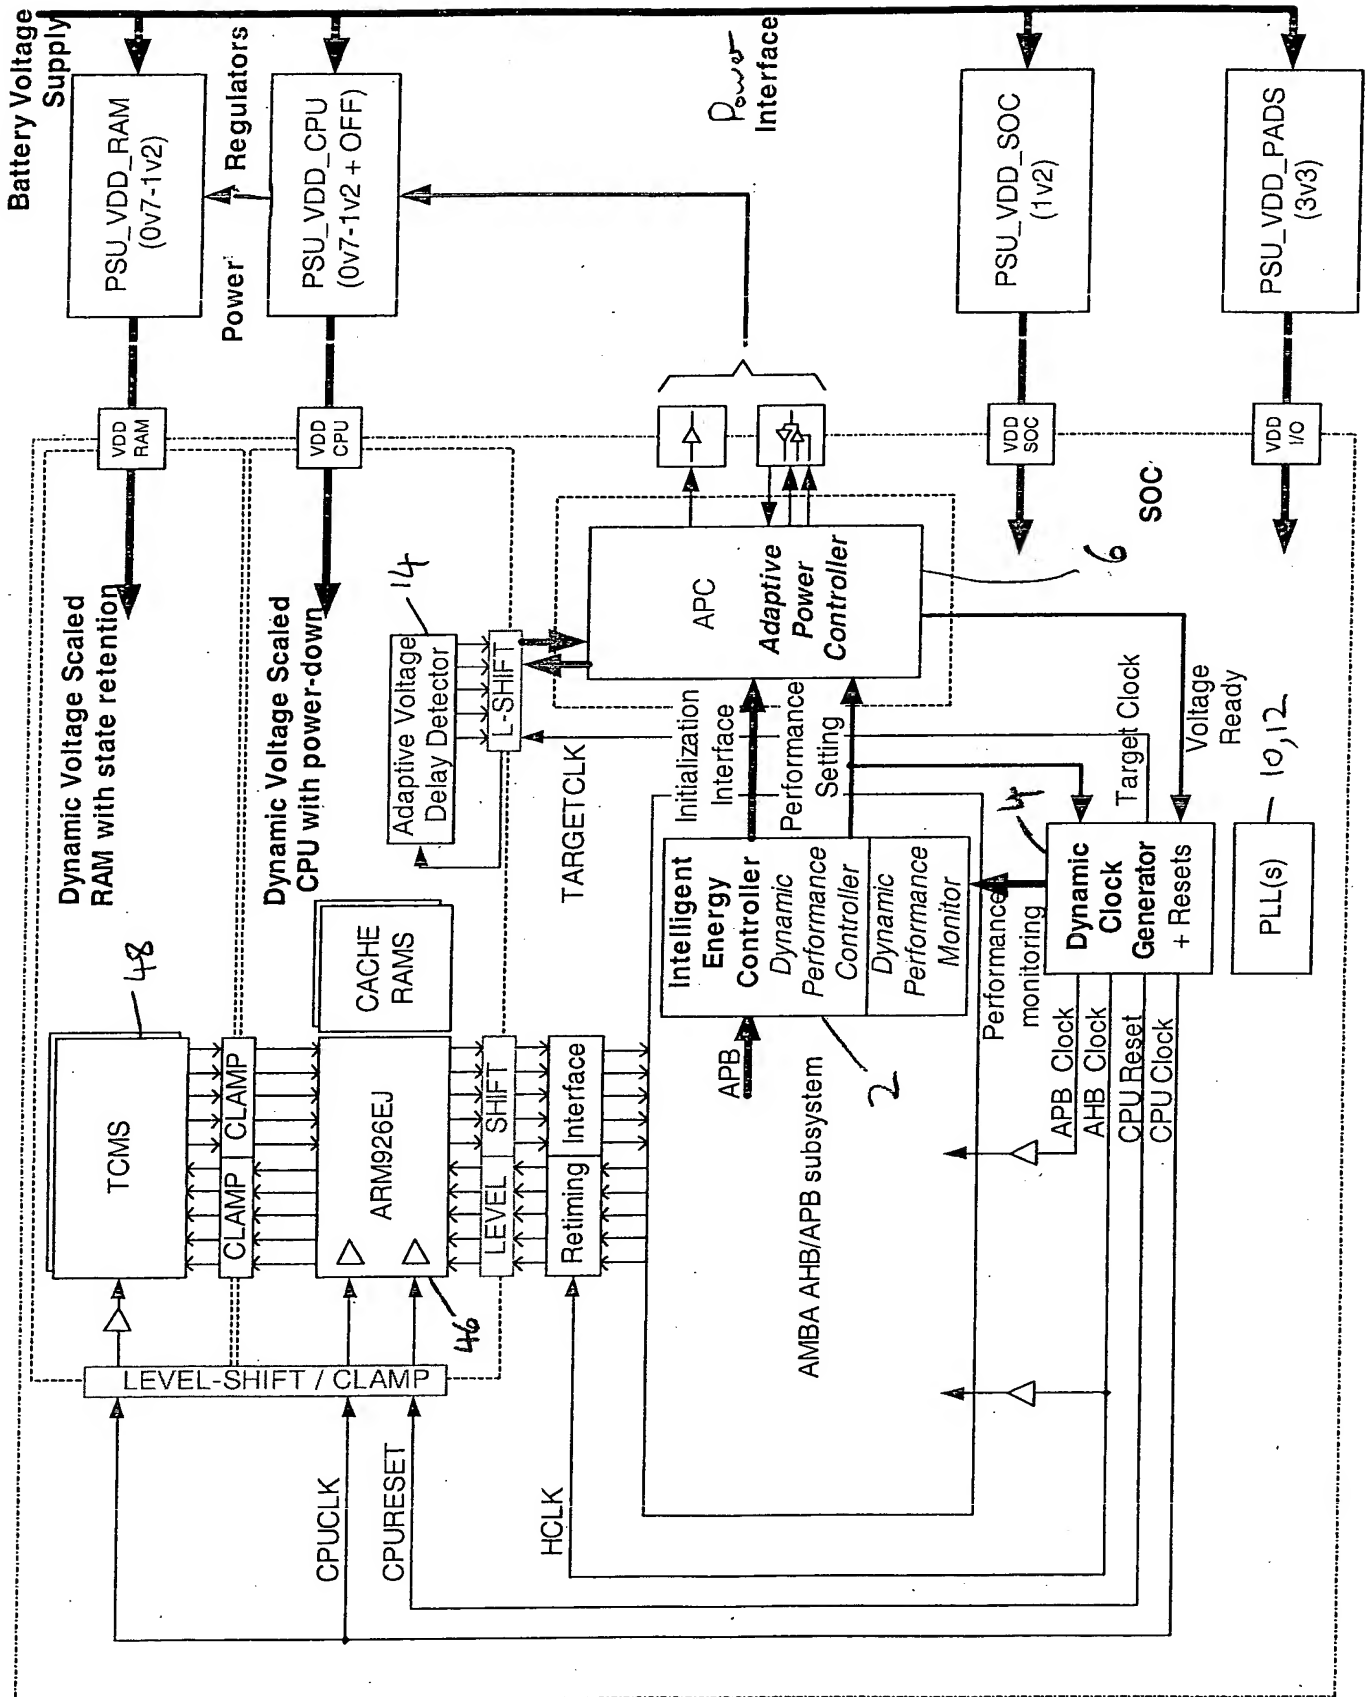 Battery Voltage
Supply
PSU_VDD_RAM
(0v7-1v2)
Power
Regulators
PSU_VDD_CPU
(0v7-1v2 + OFF)
Power
Interface
PSU_VDD_SOC
(1v2)
PSU_VDD_PADS
(3v3)
VDD
RAM
VDD
CPU
VDD
SOC
VDD
I/O
SOC
Dynamic Voltage Scaled
RAM with state retention
Dynamic Voltage Scaled
CPU with power-down
14
Adaptive Voltage
Delay Detector
L-SHIFT
TARGETCLK
APC
Adaptive
Power
Controller
6
Initialization
Interface
Performance
Setting
Target Clock
Voltage
Ready
48
TCMS
CLAMP
CLAMP
CACHE
RAMS
ARM926EJ
46
LEVEL
SHIFT
Retiming
Interface
LEVEL-SHIFT / CLAMP
CPUCLK
CPURESET
HCLK
APB
Intelligent
Energy
Controller
Dynamic
Performance
Controller
Dynamic
Performance
Monitor
2
AMBA AHB/APB subsystem
Performance
monitoring
4
Dynamic
Clock
Generator
+ Resets
APB Clock
AHB Clock
CPU Reset
CPU Clock
PLL(s)
10,12